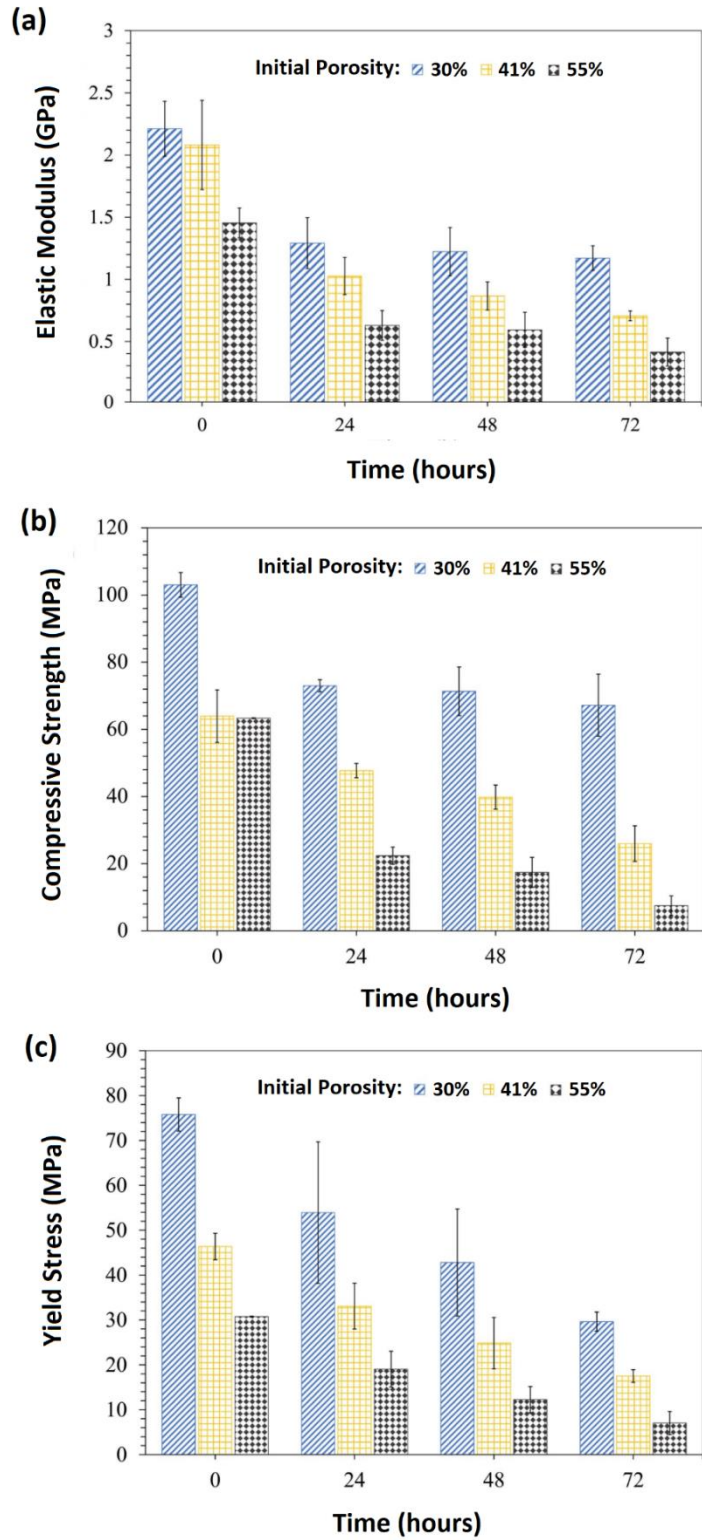 (a)
3
Initial Porosity: 30% 41% 55%
2.5
2
1.5
1
0.5
0
Elastic Modulus (GPa)
0 24 48 72
Time (hours)
(b)
120
Initial Porosity: 30% 41% 55%
100
80
60
40
20
0
Compressive Strength (MPa)
0 24 48 72
Time (hours)
(c)
90
Initial Porosity: 30% 41% 55%
80
70
60
50
40
30
20
10
0
Yield Stress (MPa)
0 24 48 72
Time (hours)